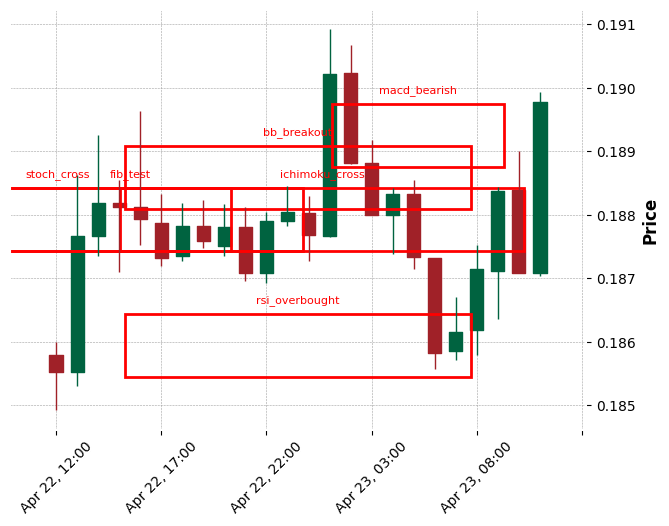 0.191
0.190
macd_bearish
bb_breakout
0.189
stoch_cross
fib_test
ichimoku_cross
0.188
Price
0.187
rsi_overbought
0.186
0.185
Apr 22, 12:00
Apr 22, 17:00
Apr 22, 22:00
Apr 23, 03:00
Apr 23, 08:00